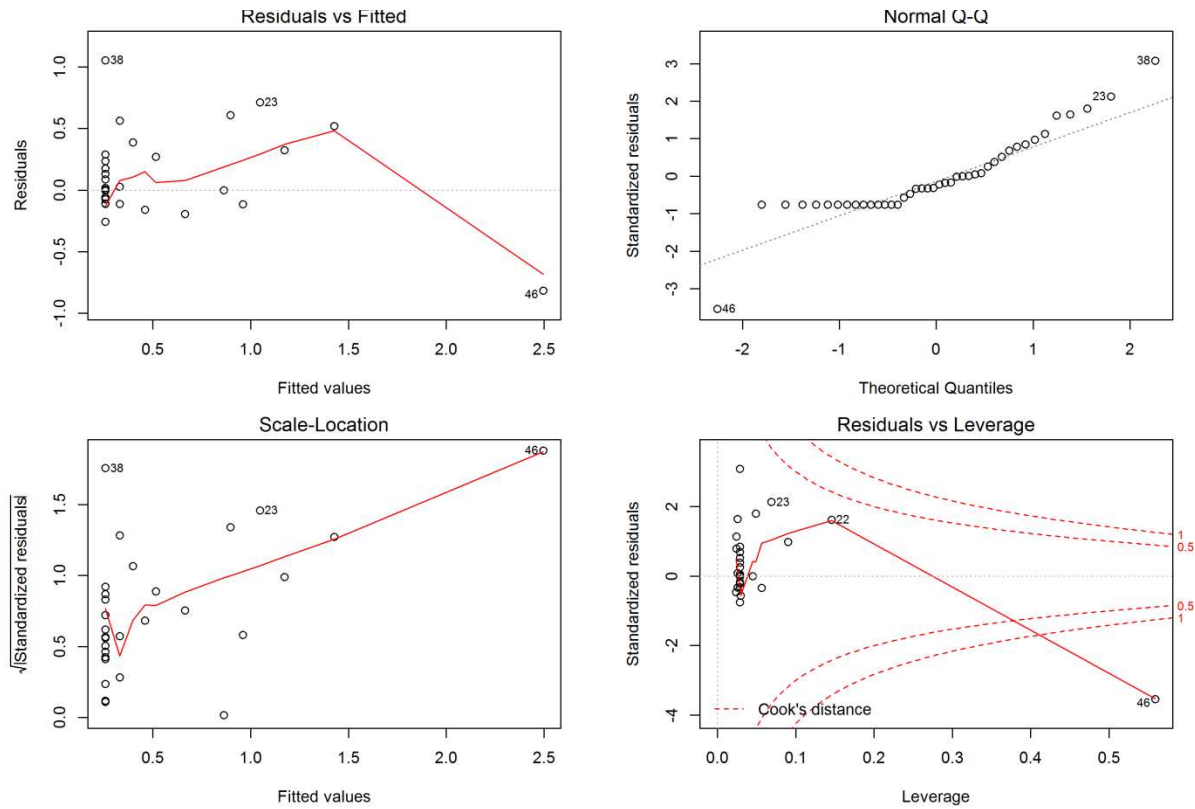 Residuals vs Fitted
Residuals
1.0
0.5
0.0
-0.5
-1.0
38
23
46
0.5 1.0 1.5 2.0 2.5
Fitted values
Normal Q-Q
Standardized residuals
3
2
1
0
-1
-2
-3
38
23
46
-2 -1 0 1 2
Theoretical Quantiles
Scale-Location
√|Standardized residuals|
1.5
1.0
0.5
0.0
46
38
23
0.5 1.0 1.5 2.0 2.5
Fitted values
Residuals vs Leverage
Standardized residuals
2
0
-2
-4
23
22
1
0.5
0.5
1
46
Cook's distance
0.0 0.1 0.2 0.3 0.4 0.5
Leverage